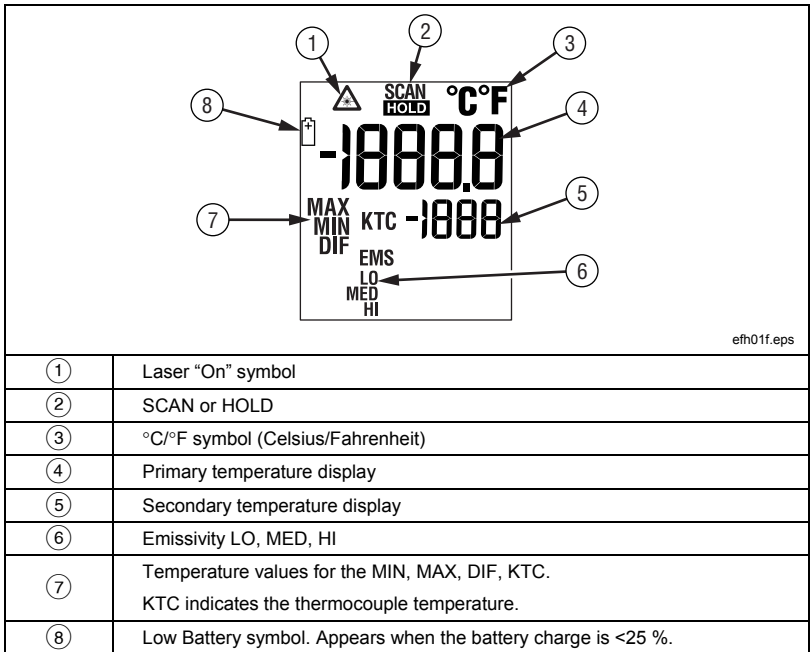 1
2
3
8
SCAN
HOLD
°C°F
4
-1888.8
5
7
MAX
MIN
DIF
KTC
-1888
EMS
LO
MED
HI
6
efh01f.eps
1 Laser “On” symbol
2 SCAN or HOLD
3 °C/°F symbol (Celsius/Fahrenheit)
4 Primary temperature display
5 Secondary temperature display
6 Emissivity LO, MED, HI
7 Temperature values for the MIN, MAX, DIF, KTC.
KTC indicates the thermocouple temperature.
8 Low Battery symbol. Appears when the battery charge is <25 %.